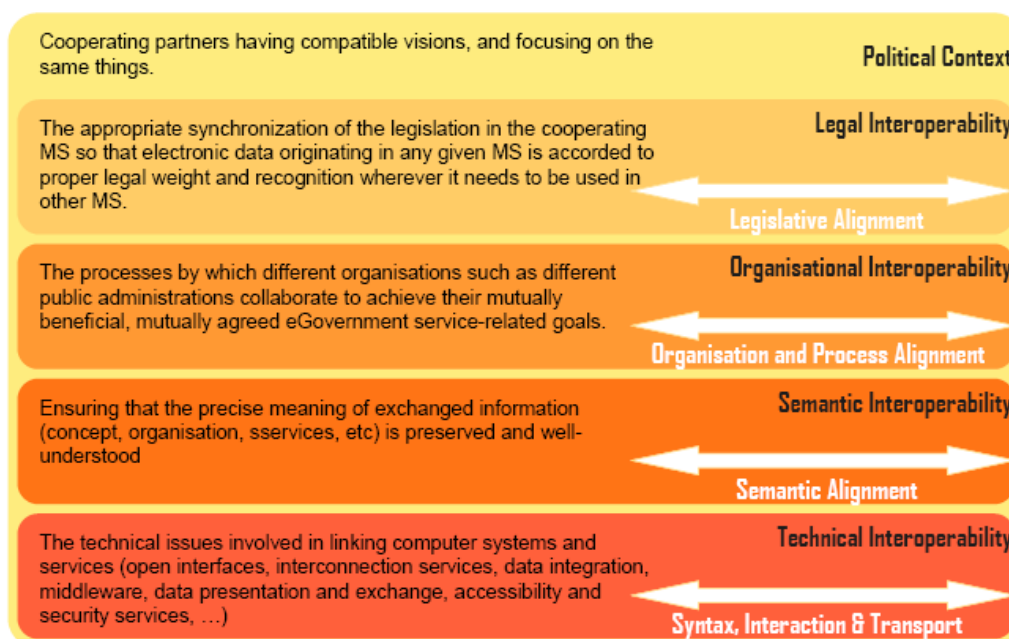 Cooperating partners having compatible visions, and focusing on the
same things.
Political Context
The appropriate synchronization of the legislation in the cooperating
MS so that electronic data originating in any given MS is accorded to
proper legal weight and recognition wherever it needs to be used in
other MS.
Legal Interoperability
Legislative Alignment
The processes by which different organisations such as different
public administrations collaborate to achieve their mutually
beneficial, mutually agreed eGovernment service-related goals.
Organisational Interoperability
Organisation and Process Alignment
Ensuring that the precise meaning of exchanged information
(concept, organisation, sservices, etc) is preserved and well-
understood
Semantic Interoperability
Semantic Alignment
The technical issues involved in linking computer systems and
services (open interfaces, interconnection services, data integration,
middleware, data presentation and exchange, accessibility and
security services, …)
Technical Interoperability
Syntax, Interaction & Transport